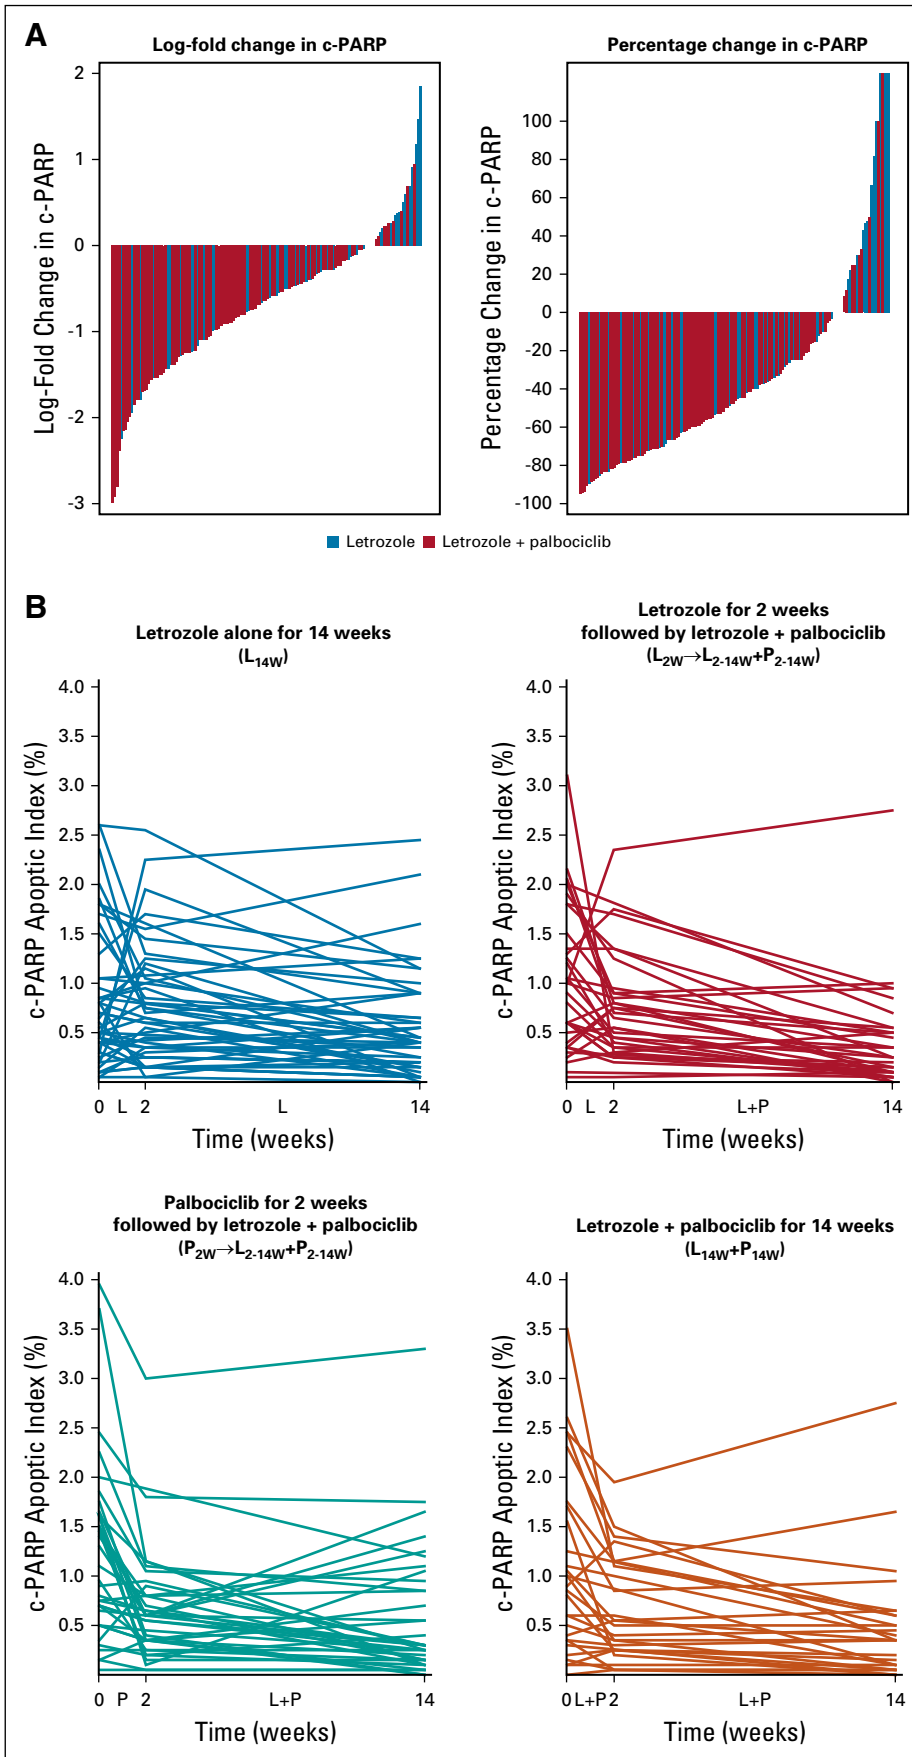 A
Log-fold change in c-PARP
Log-Fold Change in c-PARP
2
1
0
-1
-2
-3
Percentage change in c-PARP
Percentage Change in c-PARP
100
80
60
40
20
0
-20
-40
-60
-80
-100
Letrozole Letrozole + palbociclib
B
Letrozole alone for 14 weeks
(L14W)
c-PARP Apoptic Index (%)
4.0
3.5
3.0
2.5
2.0
1.5
1.0
0.5
0 L 2 L 14
Time (weeks)
Letrozole for 2 weeks
followed by letrozole + palbociclib
(L2W→L2-14W+P2-14W)
c-PARP Apoptic Index (%)
4.0
3.5
3.0
2.5
2.0
1.5
1.0
0.5
0 L 2 L+P 14
Time (weeks)
Palbociclib for 2 weeks
followed by letrozole + palbociclib
(P2W→L2-14W+P2-14W)
c-PARP Apoptic Index (%)
4.0
3.5
3.0
2.5
2.0
1.5
1.0
0.5
0 P 2 L+P 14
Time (weeks)
Letrozole + palbociclib for 14 weeks
(L14W+P14W)
c-PARP Apoptic Index (%)
4.0
3.5
3.0
2.5
2.0
1.5
1.0
0.5
0 L+P 2 L+P 14
Time (weeks)